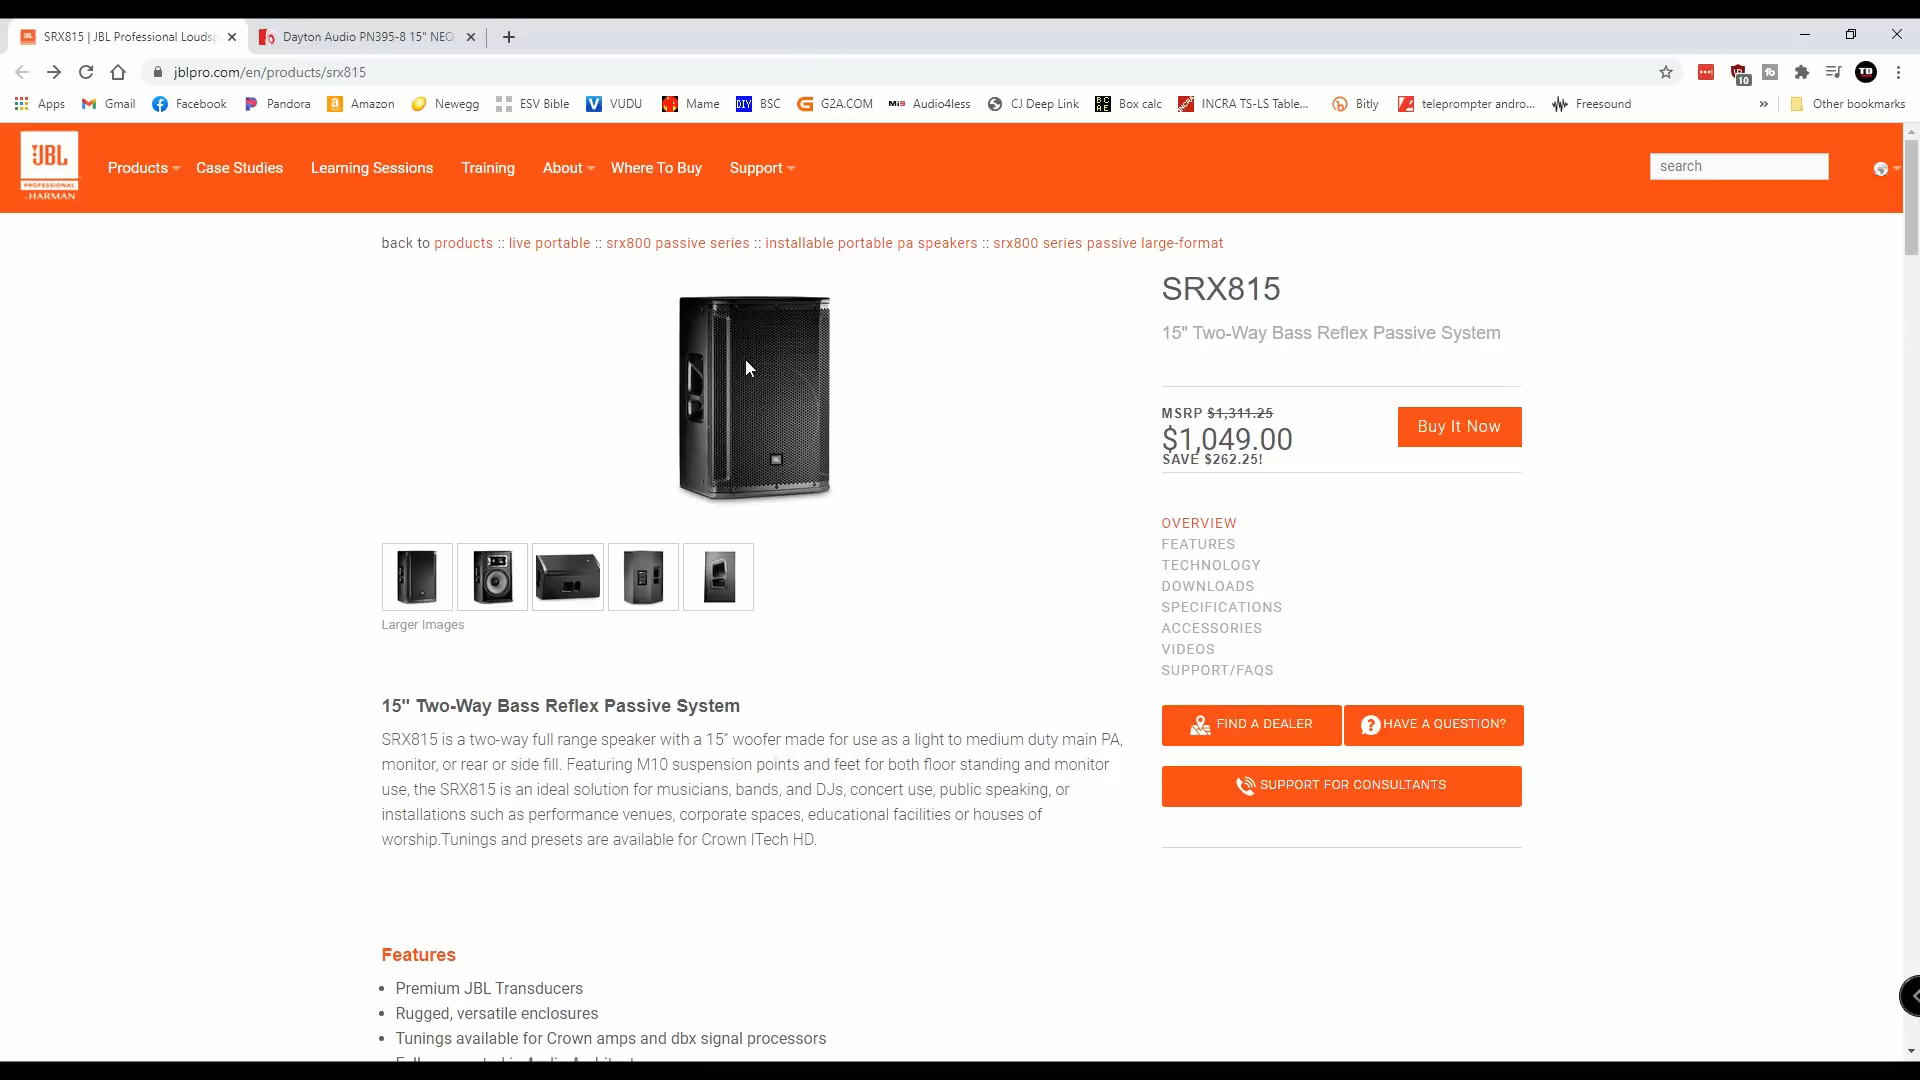 SRX815 | JBL Professional Louds
Dayton Audio PN395-8 15" NEO
jblpro.com/en/products/srx815
10
TD
Apps
Gmail
Facebook
Pandora
Amazon
Newegg
ESV Bible
VUDU
Mame
DIY
BSC
G2A.COM
Audio4less
CJ Deep Link
Box calc
INCRA TS-LS Table...
Bitly
teleprompter andro...
Freesound
»
Other bookmarks
JBL
PROFESSIONAL
HARMAN
Products
Case Studies
Learning Sessions
Training
About
Where To Buy
Support
search
back to products :: live portable :: srx800 passive series :: installable portable pa speakers :: srx800 series passive large-format
SRX815
15" Two-Way Bass Reflex Passive System
MSRP $1,311.25
$1,049.00
SAVE $262.25!
Buy It Now
OVERVIEW
FEATURES
TECHNOLOGY
DOWNLOADS
SPECIFICATIONS
ACCESSORIES
VIDEOS
SUPPORT/FAQS
Larger Images
FIND A DEALER
HAVE A QUESTION?
SUPPORT FOR CONSULTANTS
15" Two-Way Bass Reflex Passive System
SRX815 is a two-way full range speaker with a 15” woofer made for use as a light to medium duty main PA,
monitor, or rear or side fill. Featuring M10 suspension points and feet for both floor standing and monitor
use, the SRX815 is an ideal solution for musicians, bands, and DJs, concert use, public speaking, or
installations such as performance venues, corporate spaces, educational facilities or houses of
worship.Tunings and presets are available for Crown ITech HD.
Features
Premium JBL Transducers
Rugged, versatile enclosures
Tunings available for Crown amps and dbx signal processors